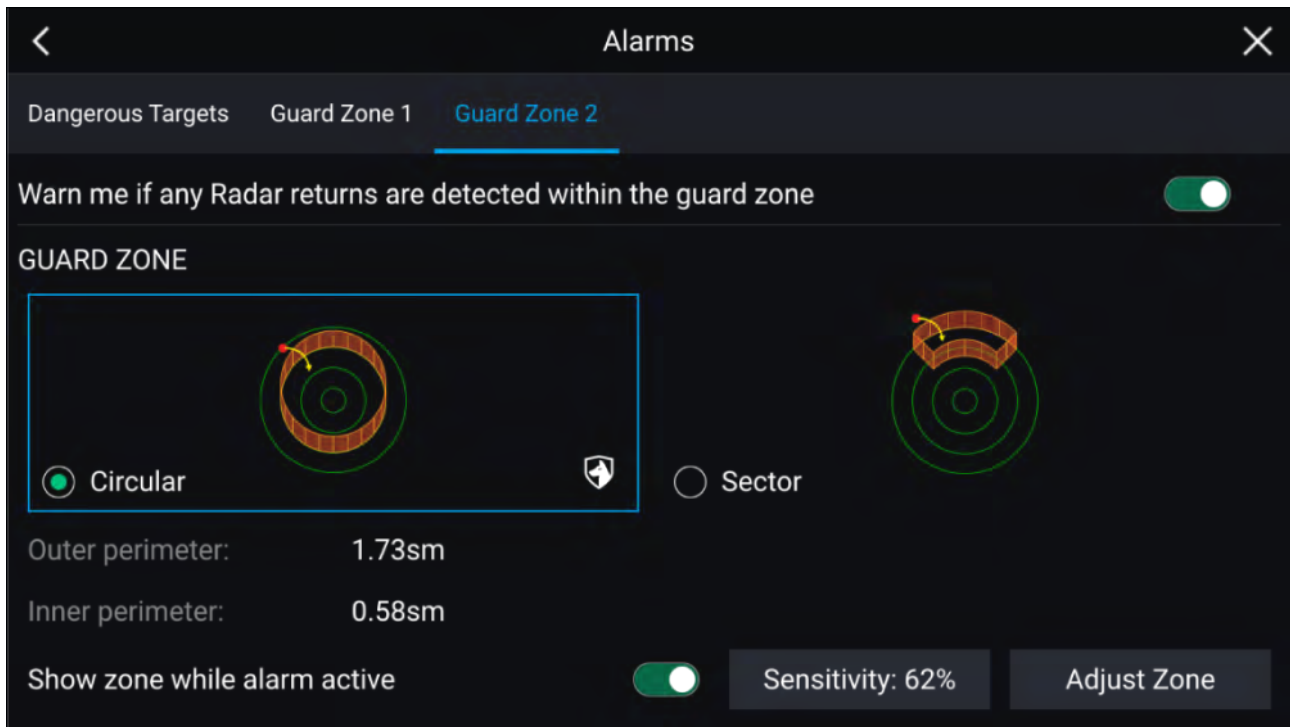 Alarms
Dangerous Targets Guard Zone 1 Guard Zone 2
Warn me if any Radar returns are detected within the guard zone
GUARD ZONE
Circular Sector
Outer perimeter: 1.73sm
Inner perimeter: 0.58sm
Show zone while alarm active Sensitivity: 62% Adjust Zone